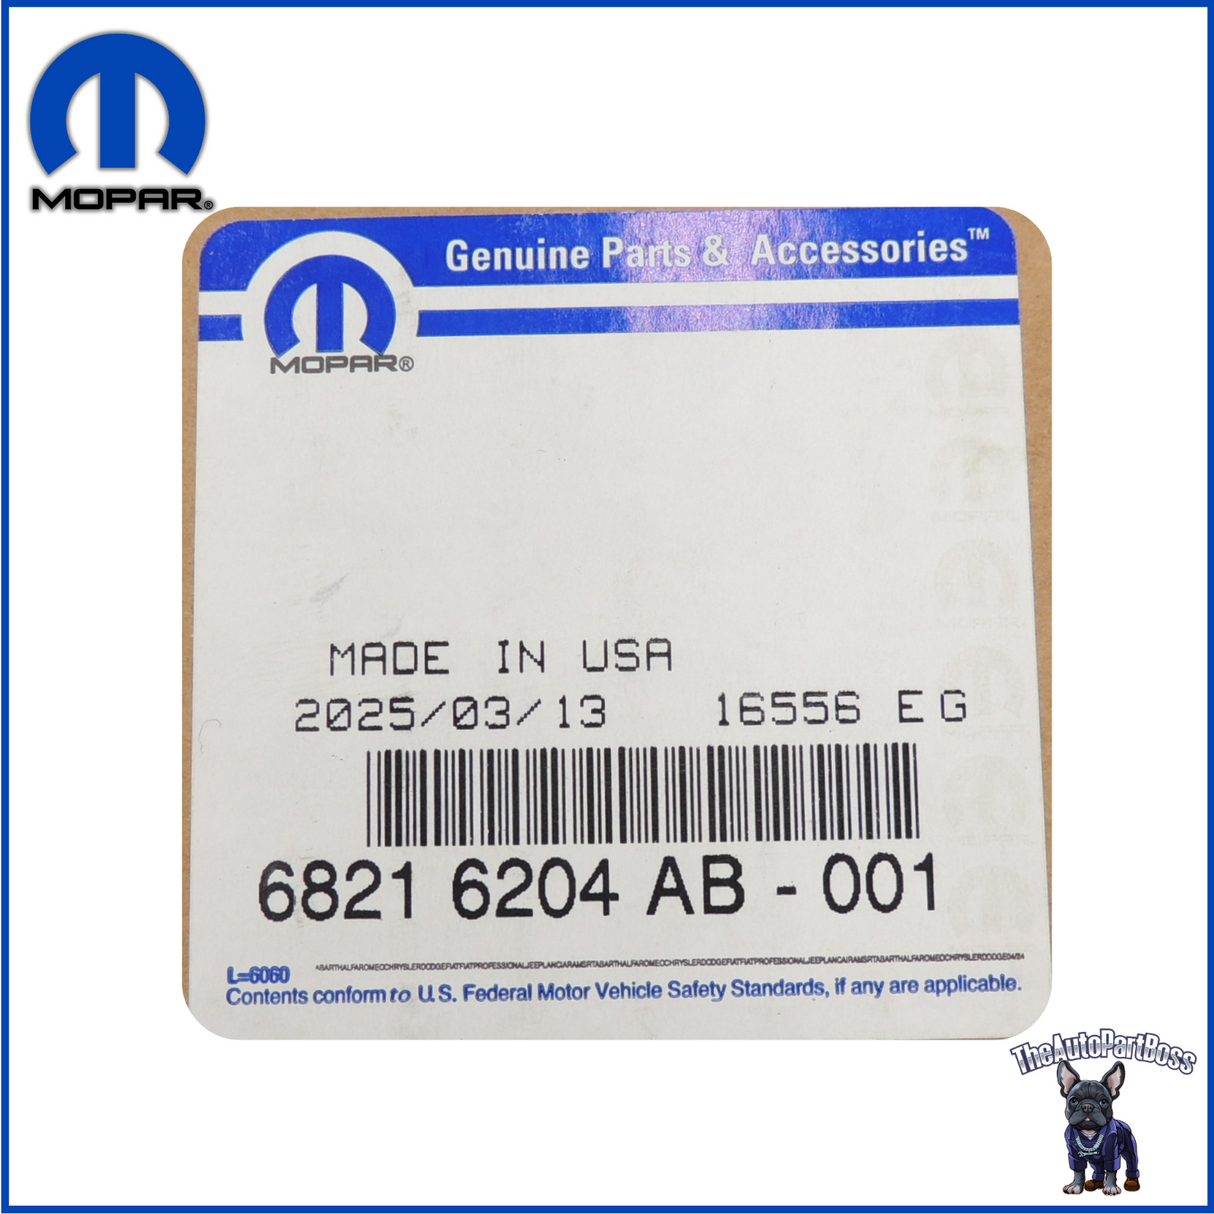 MOPAR®
Genuine Parts & Accessories™
MOPAR®
MADE IN USA
2025/03/13 16556 EG
6821 6204 AB - 001
L=6060
Contents conform to U.S. Federal Motor Vehicle Safety Standards, if any are applicable.
TheAutoPartBoss